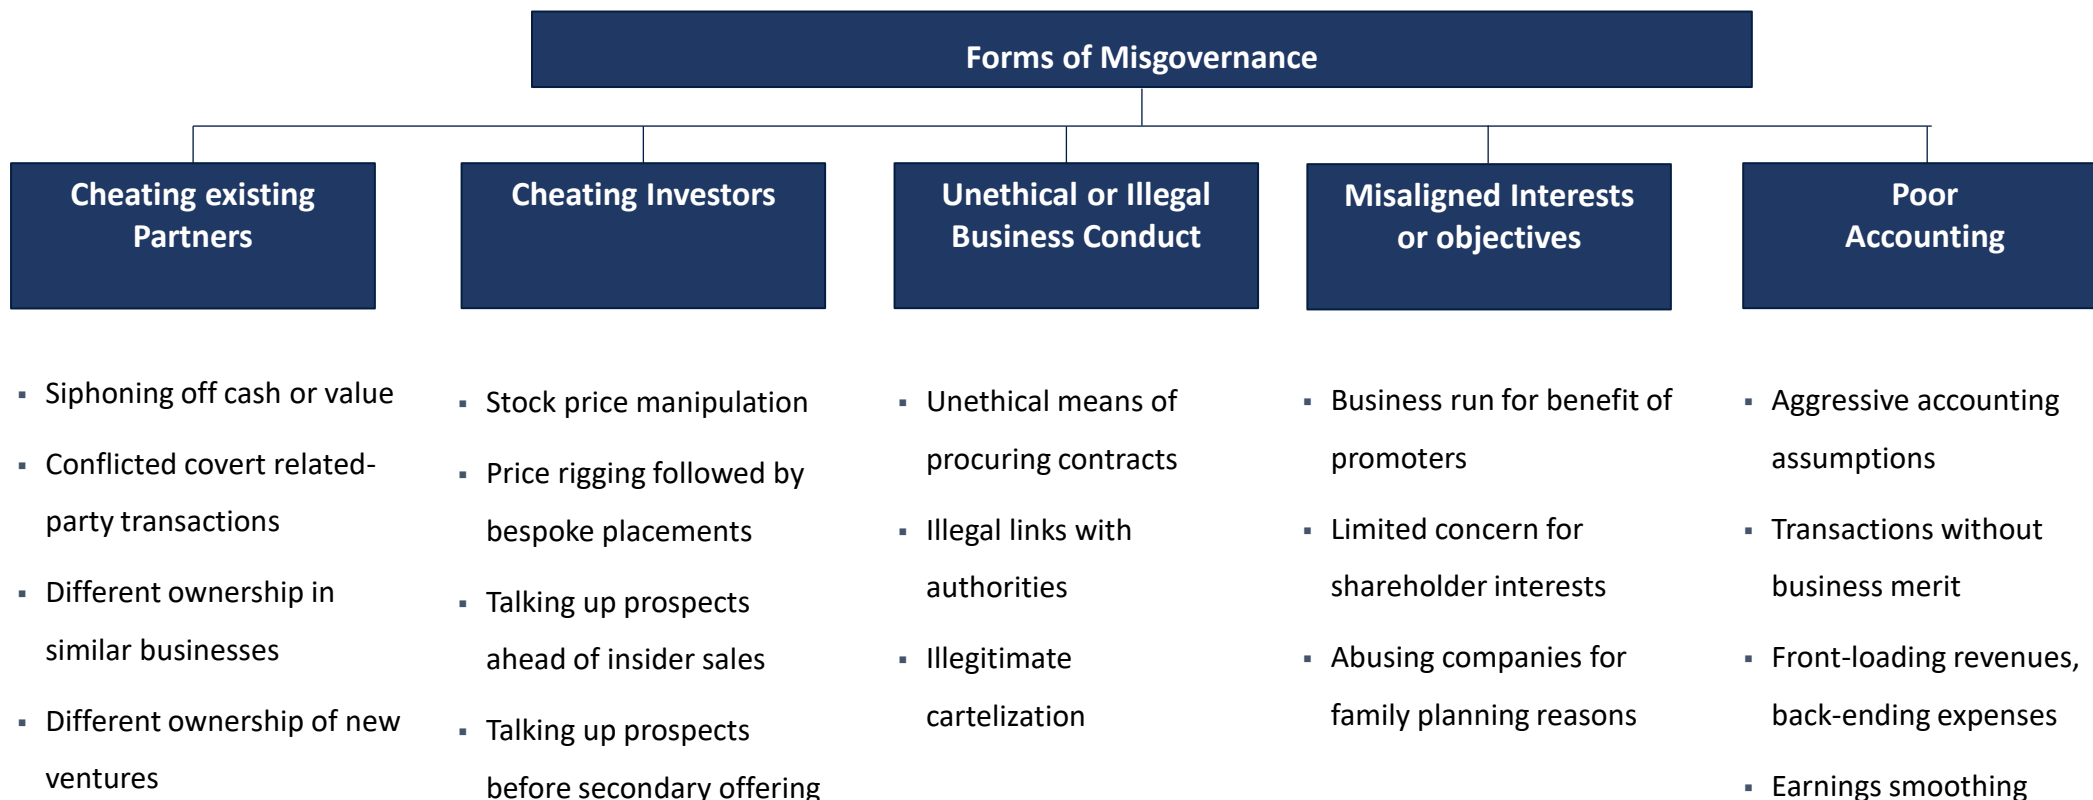 Forms of Misgovernance
Cheating existing
Partners
Cheating Investors
Unethical or Illegal
Business Conduct
Misaligned Interests
or objectives
Poor
Accounting
▪ Siphoning off cash or value
▪ Conflicted covert related-
party transactions
▪ Different ownership in
similar businesses
▪ Different ownership of new
ventures
▪ Stock price manipulation
▪ Price rigging followed by
bespoke placements
▪ Talking up prospects
ahead of insider sales
▪ Talking up prospects
before secondary offering
▪ Unethical means of
procuring contracts
▪ Illegal links with
authorities
▪ Illegitimate
cartelization
▪ Business run for benefit of
promoters
▪ Limited concern for
shareholder interests
▪ Abusing companies for
family planning reasons
▪ Aggressive accounting
assumptions
▪ Transactions without
business merit
▪ Front-loading revenues,
back-ending expenses
▪ Earnings smoothing